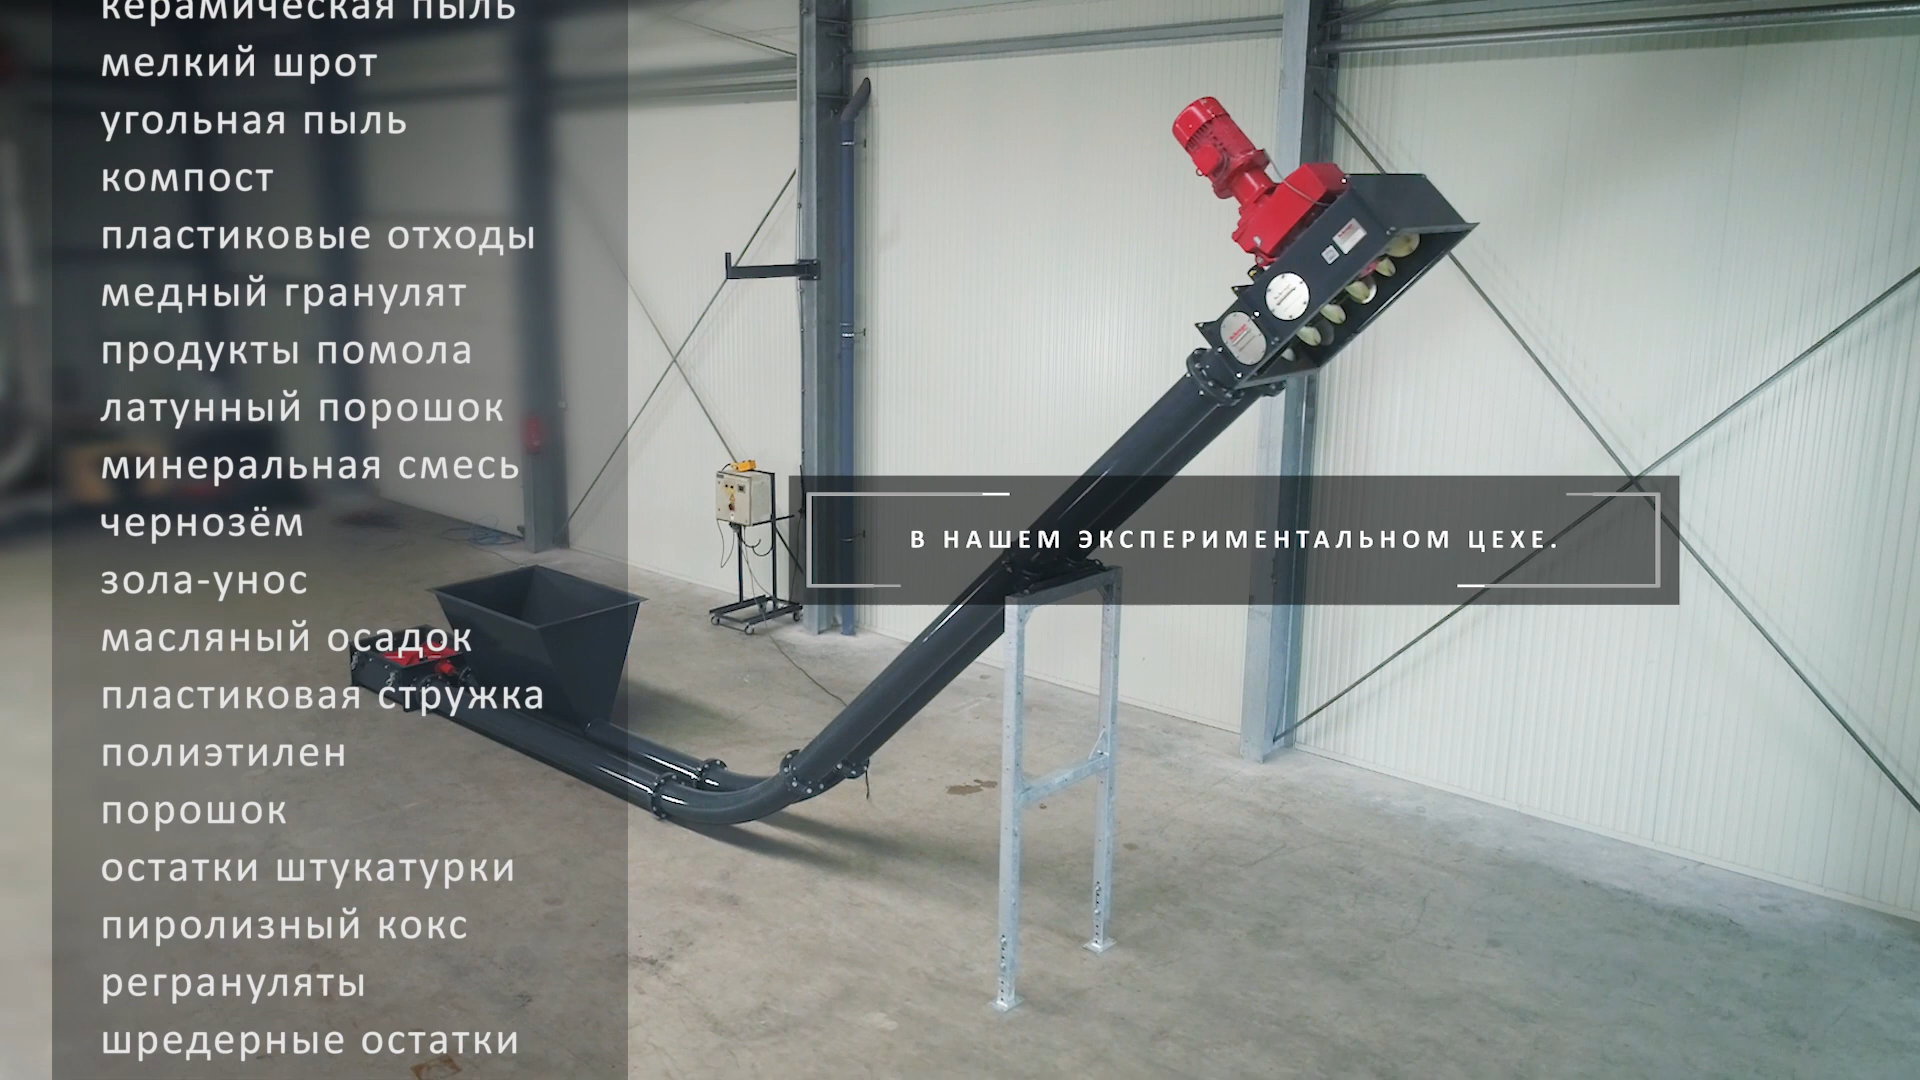 керамическая пыль
мелкий шрот
угольная пыль
компост
пластиковые отходы
медный гранулят
продукты помола
латунный порошок
минеральная смесь
чернозём
зола-унос
масляный осадок
пластиковая стружка
полиэтилен
порошок
остатки штукатурки
пиролизный кокс
регрануляты
шредерные остатки
В НАШЕМ ЭКСПЕРИМЕНТАЛЬНОМ ЦЕХЕ.